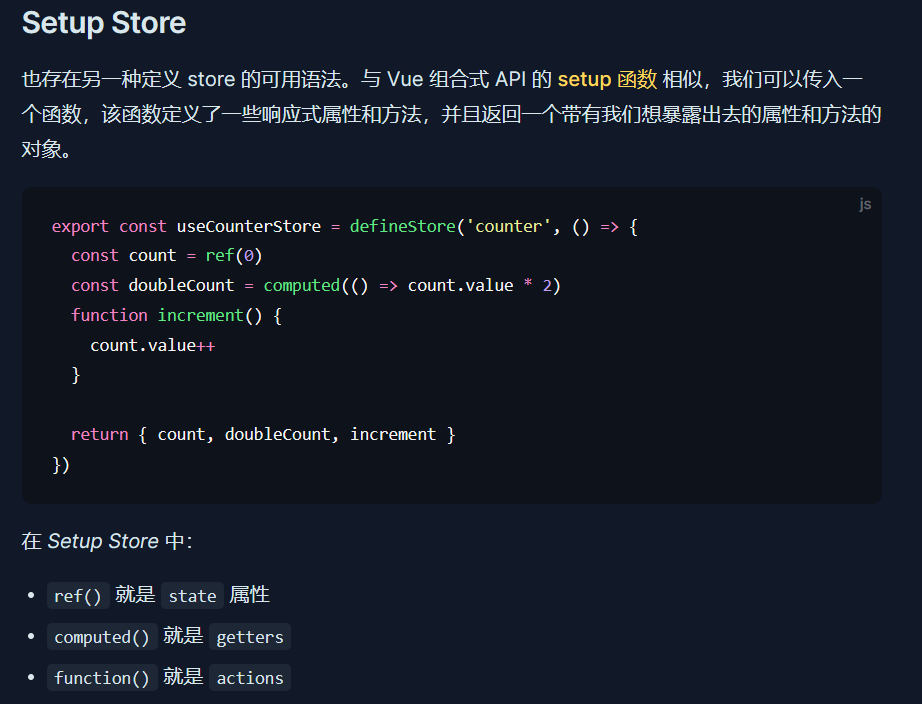 Setup Store
也存在另一种定义 store 的可用语法。与 Vue 组合式 API 的 setup 函数 相似，我们可以传入一
个函数，该函数定义了一些响应式属性和方法，并且返回一个带有我们想暴露出去的属性和方法的
对象。
js
export const useCounterStore = defineStore('counter', () => {
  const count = ref(0)
  const doubleCount = computed(() => count.value * 2)
  function increment() {
    count.value++
  }

  return { count, doubleCount, increment }
})
在 Setup Store 中：
• ref() 就是 state 属性
• computed() 就是 getters
• function() 就是 actions